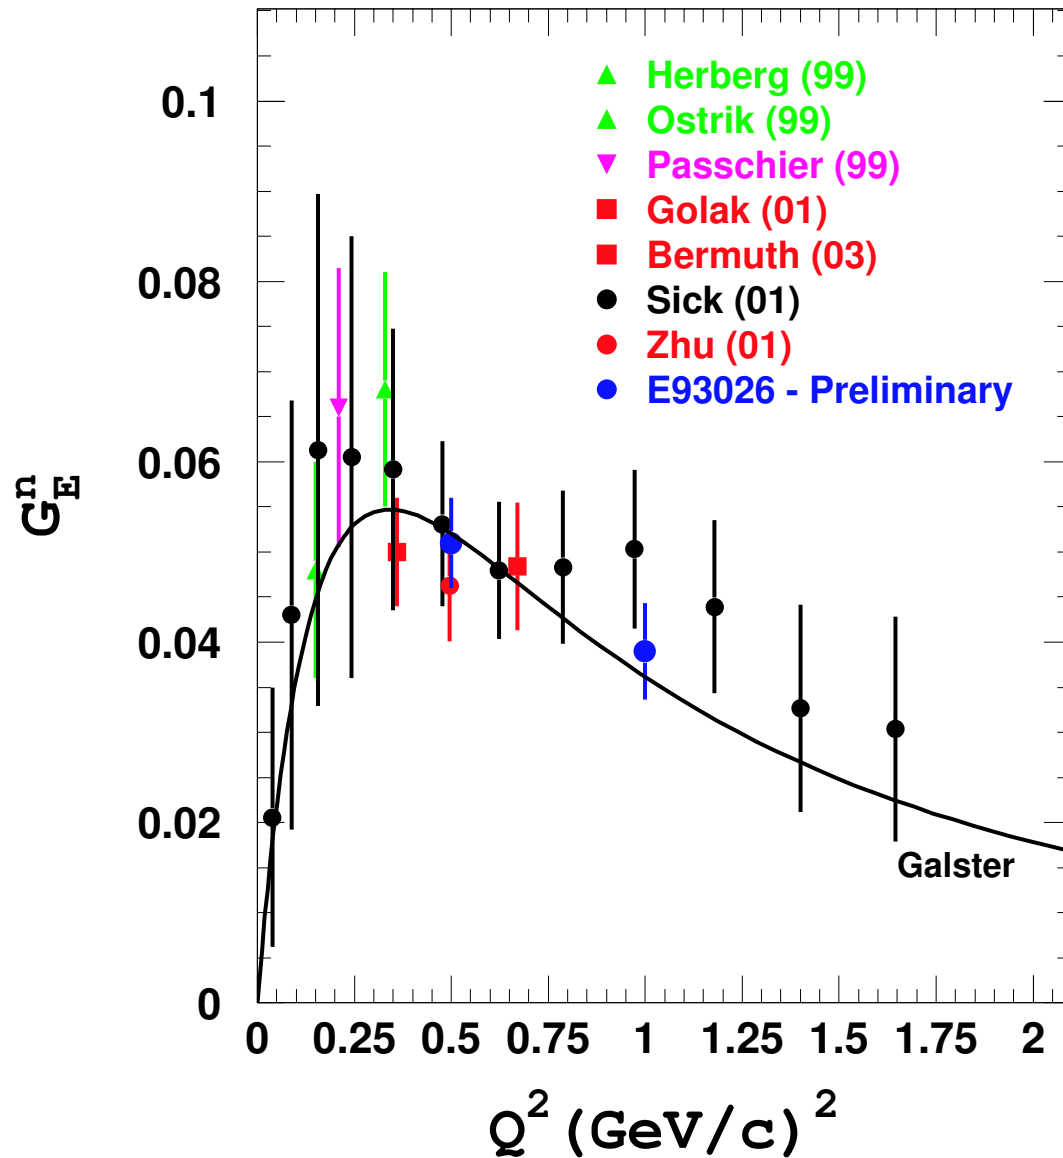 Herberg (99)
Ostrik (99)
Passchier (99)
Golak (01)
Bermuth (03)
Sick (01)
Zhu (01)
E93026 - Preliminary
0.1
0.08
0.06
0.04
0.02
0
G_E^n
Galster
0 0.25 0.5 0.75 1 1.25 1.5 1.75 2
Q^2 (GeV/c)^2